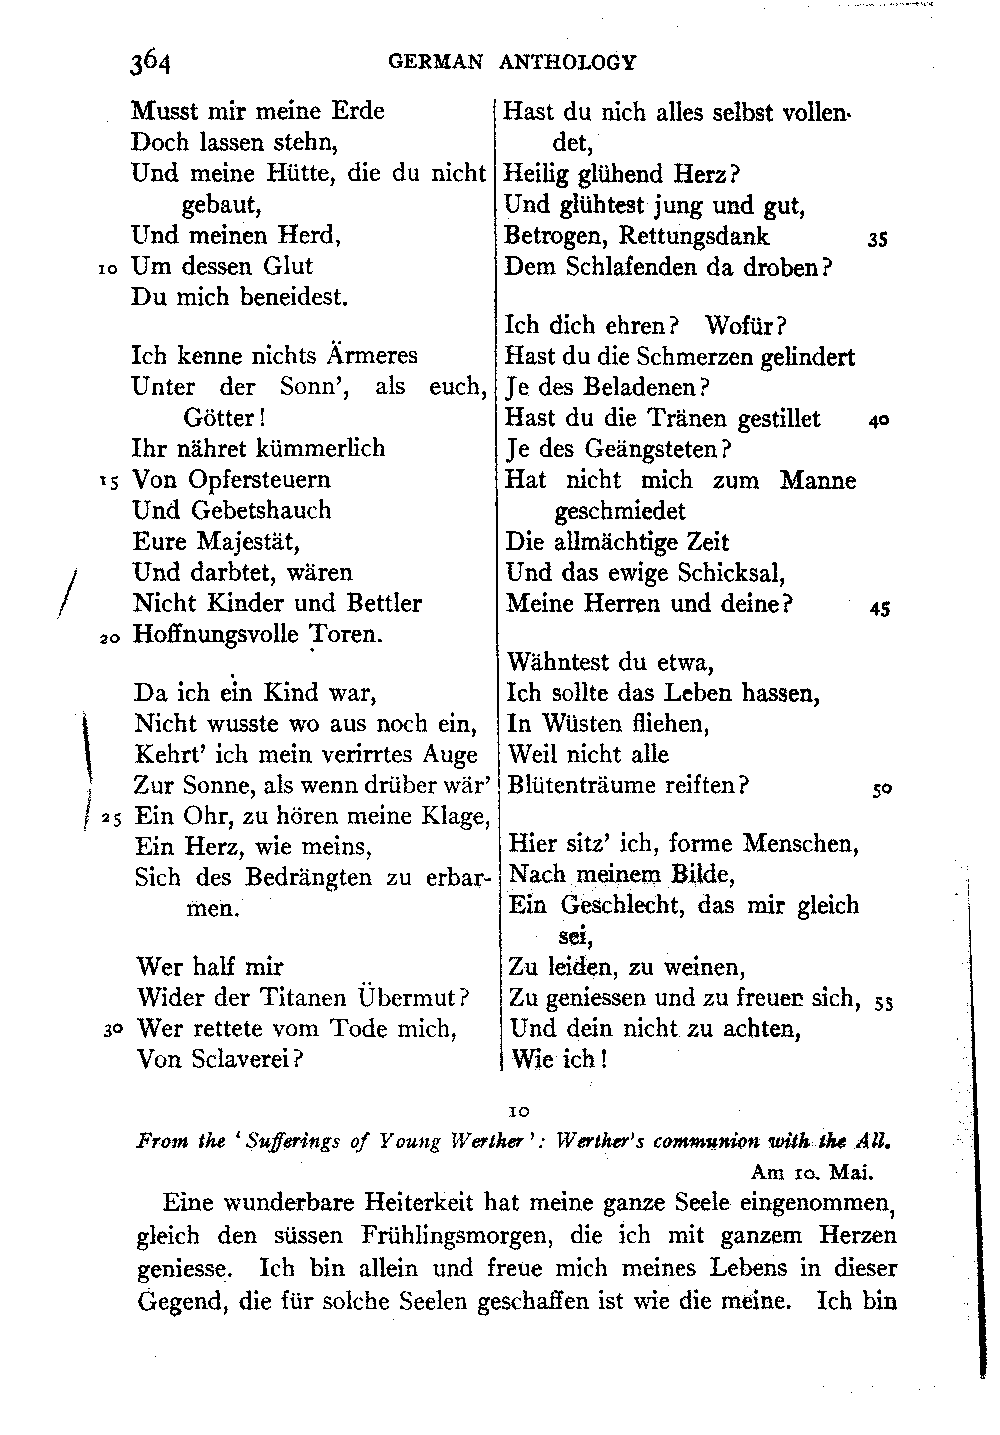 364 GERMAN ANTHOLOGY
Musst mir meine Erde
Doch lassen stehn,
Und meine Hütte, die du nicht
gebaut,
Und meinen Herd,
10 Um dessen Glut
Du mich beneidest.
Ich kenne nichts Ärmeres
Unter der Sonn', als euch,
Götter!
Ihr nähret kümmerlich
15 Von Opfersteuern
Und Gebetshauch
Eure Majestät,
Und darbtet, wären
Nicht Kinder und Bettler
20 Hoffnungsvolle Toren.
Da ich ein Kind war,
Nicht wusste wo aus noch ein,
Kehrt' ich mein verirrtes Auge
Zur Sonne, als wenn drüber wär'
25 Ein Ohr, zu hören meine Klage,
Ein Herz, wie meins,
Sich des Bedrängten zu erbar-
men.
Wer half mir
Wider der Titanen Übermut?
30 Wer rettete vom Tode mich,
Von Sclaverei?
Hast du nich alles selbst vollen-
det,
Heilig glühend Herz?
Und glühtest jung und gut,
Betrogen, Rettungsdank 35
Dem Schlafenden da droben?
Ich dich ehren? Wofür?
Hast du die Schmerzen gelindert
Je des Beladenen?
Hast du die Tränen gestillet 40
Je des Geängsteten?
Hat nicht mich zum Manne
geschmiedet
Die allmächtige Zeit
Und das ewige Schicksal,
Meine Herren und deine? 45
Wähntest du etwa,
Ich sollte das Leben hassen,
In Wüsten fliehen,
Weil nicht alle
Blütenträume reiften? 50
Hier sitz' ich, forme Menschen,
Nach meinem Bilde,
Ein Geschlecht, das mir gleich
sei,
Zu leiden, zu weinen,
Zu geniessen und zu freuen sich, 55
Und dein nicht zu achten,
Wie ich!
10
From the 'Sufferings of Young Werther': Werther's communion with the All.
Am 10. Mai.
Eine wunderbare Heiterkeit hat meine ganze Seele eingenommen,
gleich den süssen Frühlingsmorgen, die ich mit ganzem Herzen
geniesse. Ich bin allein und freue mich meines Lebens in dieser
Gegend, die für solche Seelen geschaffen ist wie die meine. Ich bin